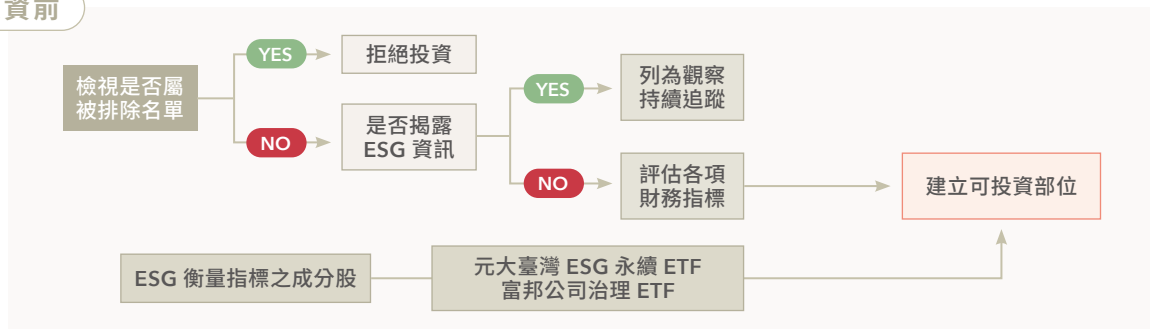 資前
YES
拒絕投資
檢視是否屬
被排除名單
NO
是否揭露
ESG 資訊
YES
列為觀察
持續追蹤
NO
評估各項
財務指標
建立可投資部位
ESG 衡量指標之成分股
元大臺灣 ESG 永續 ETF
富邦公司治理 ETF